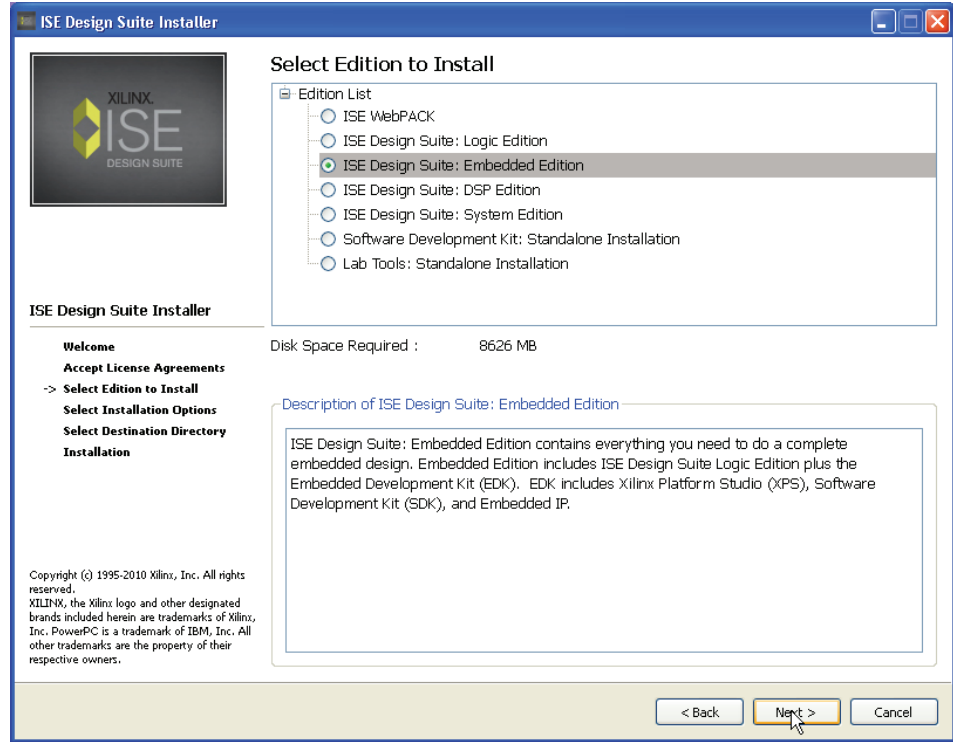 ISE Design Suite Installer
XILINX.
ISE
DESIGN SUITE
ISE Design Suite Installer
Welcome
Accept License Agreements
-> Select Edition to Install
Select Installation Options
Select Destination Directory
Installation
Copyright (c) 1995-2010 Xilinx, Inc. All rights
reserved.
XILINX, the Xilinx logo and other designated
brands included herein are trademarks of Xilinx,
Inc. PowerPC is a trademark of IBM, Inc. All
other trademarks are the property of their
respective owners.
Select Edition to Install
Edition List
ISE WebPACK
ISE Design Suite: Logic Edition
ISE Design Suite: Embedded Edition
ISE Design Suite: DSP Edition
ISE Design Suite: System Edition
Software Development Kit: Standalone Installation
Lab Tools: Standalone Installation
Disk Space Required : 8626 MB
Description of ISE Design Suite: Embedded Edition
ISE Design Suite: Embedded Edition contains everything you need to do a complete
embedded design. Embedded Edition includes ISE Design Suite Logic Edition plus the
Embedded Development Kit (EDK). EDK includes Xilinx Platform Studio (XPS), Software
Development Kit (SDK), and Embedded IP.
< Back Next > Cancel